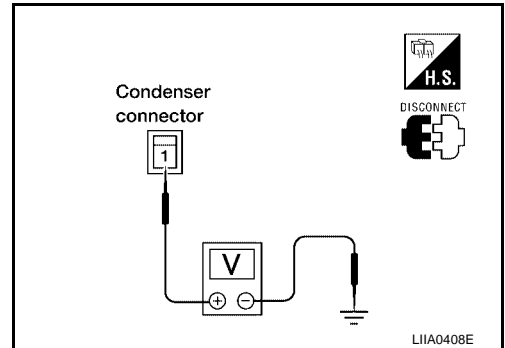 H.S.
DISCONNECT
Condenser
connector
1
V
+ −
LIIA0408E